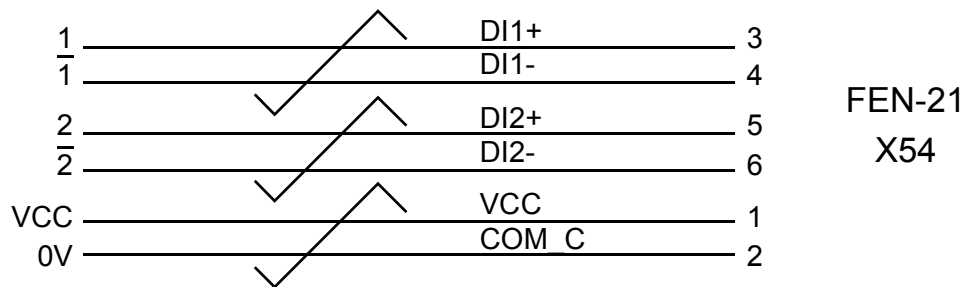 1 DI1+ 3
1̅ DI1- 4
FEN-21
2 DI2+ 5
X54
2̅ DI2- 6
VCC VCC 1
0V COM_C 2